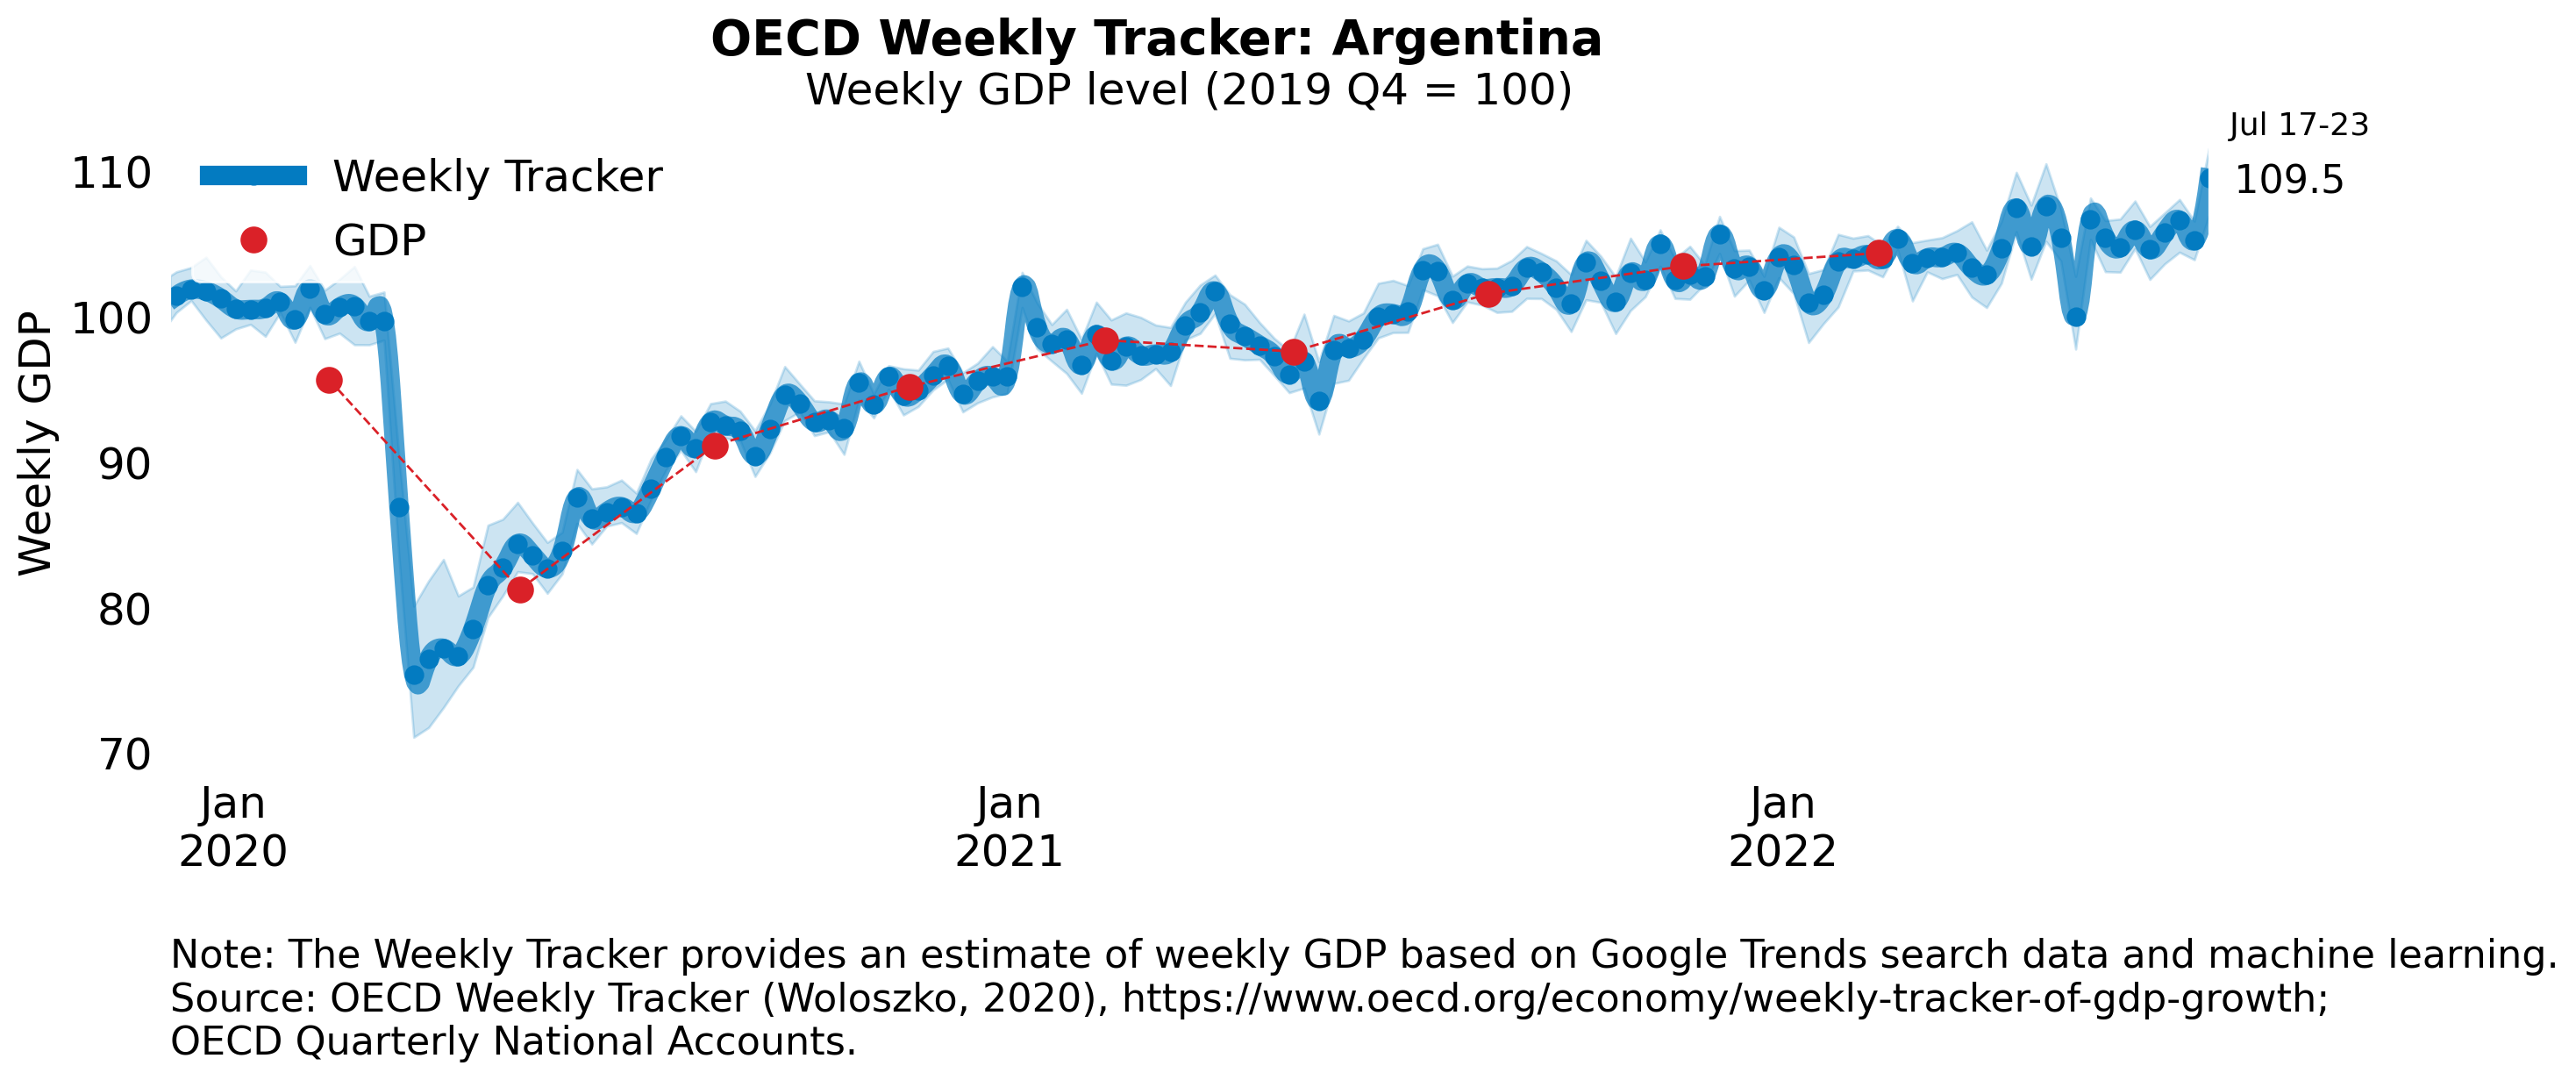 OECD Weekly Tracker: Argentina
Weekly GDP level (2019 Q4 = 100)
Jul 17-23
109.5
Weekly Tracker
GDP
Weekly GDP
110
100
90
80
70
Jan
2020
Jan
2021
Jan
2022
Note: The Weekly Tracker provides an estimate of weekly GDP based on Google Trends search data and machine learning.
Source: OECD Weekly Tracker (Woloszko, 2020), https://www.oecd.org/economy/weekly-tracker-of-gdp-growth;
OECD Quarterly National Accounts.